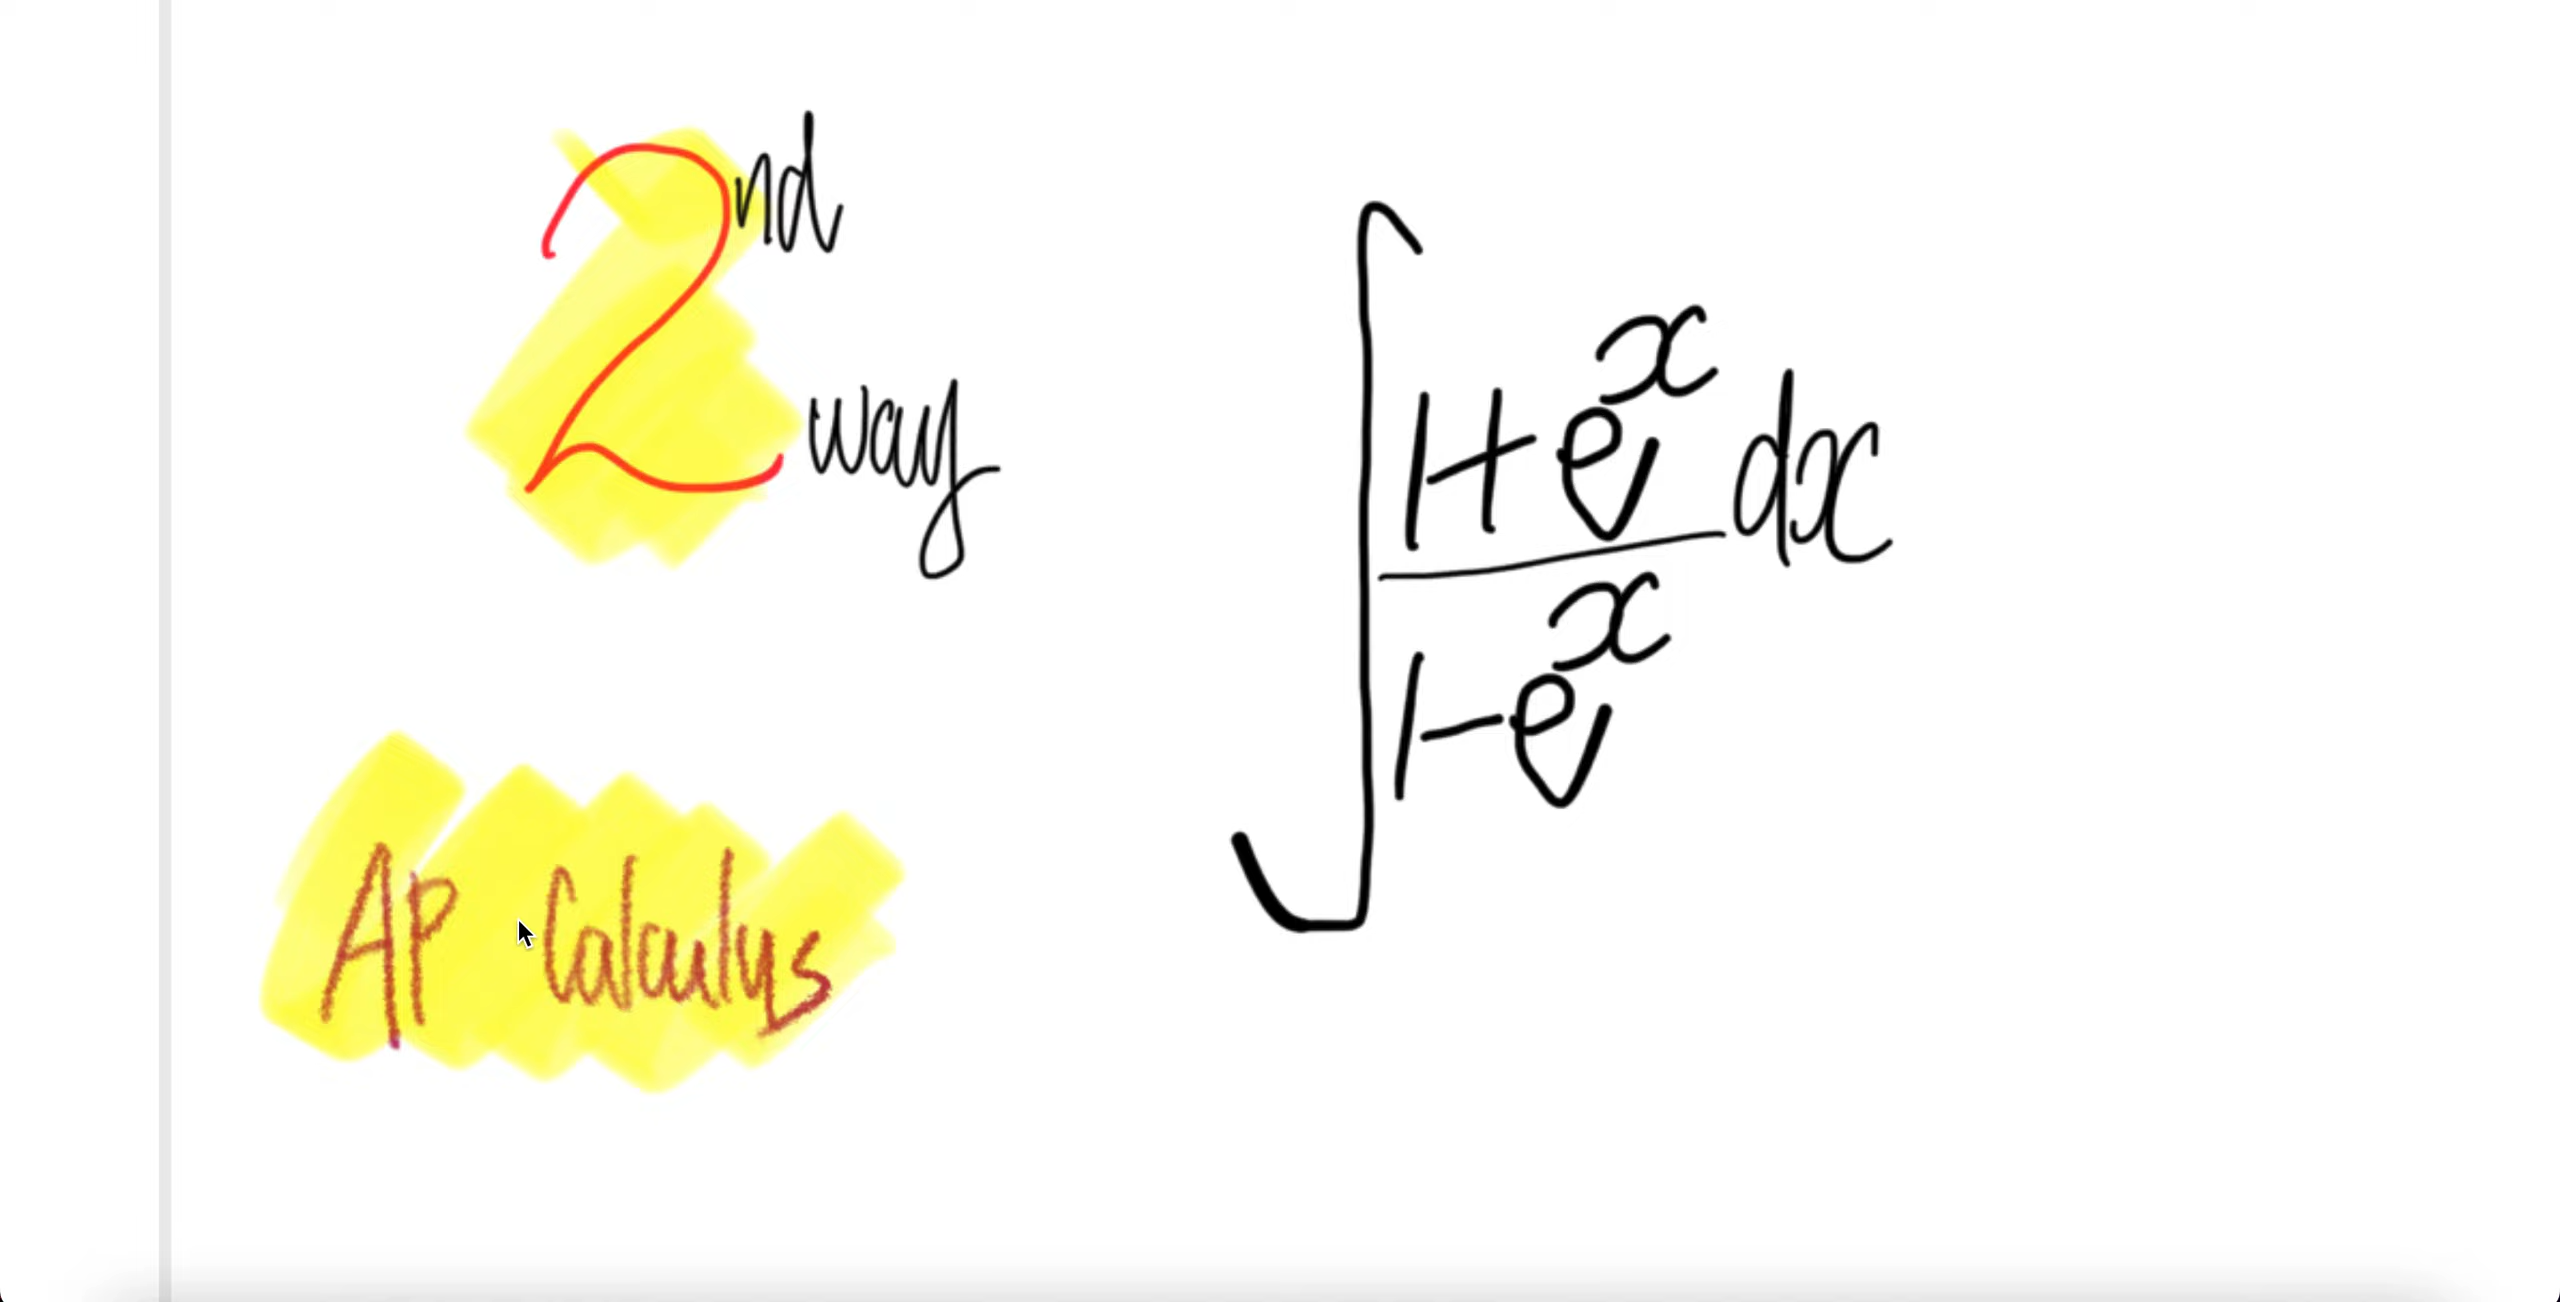 2nd
way
∫ (1+e^x)/(1-e^x) dx
AP Calculus